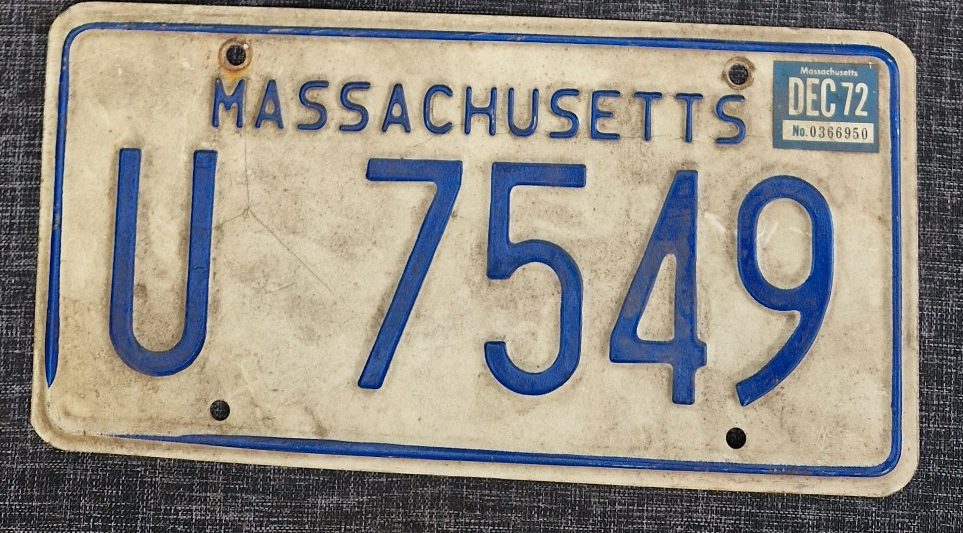 MASSACHUSETTS
Massachusetts
DEC 72
No. 0366950
U 7549